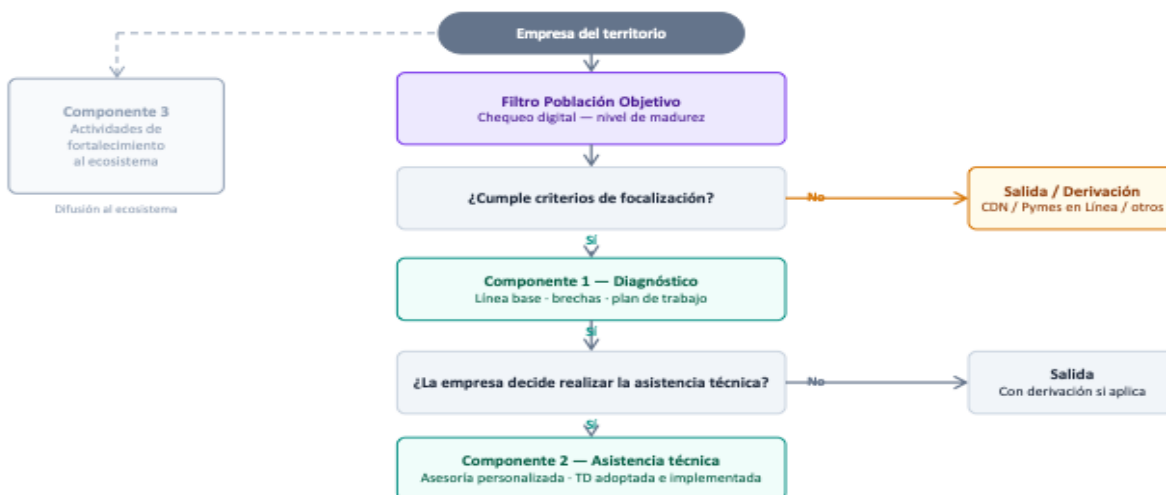 Empresa del territorio
Componente 3
Actividades de
fortalecimiento
al ecosistema
Difusión al ecosistema
Filtro Población Objetivo
Chequeo digital — nivel de madurez
¿Cumple criterios de focalización?
No
Salida / Derivación
CDN / Pymes en Línea / otros
Sí
Componente 1 — Diagnóstico
Línea base - brechas - plan de trabajo
Sí
¿La empresa decide realizar la asistencia técnica?
No
Salida
Con derivación si aplica
Sí
Componente 2 — Asistencia técnica
Asesoría personalizada - TD adoptada e implementada